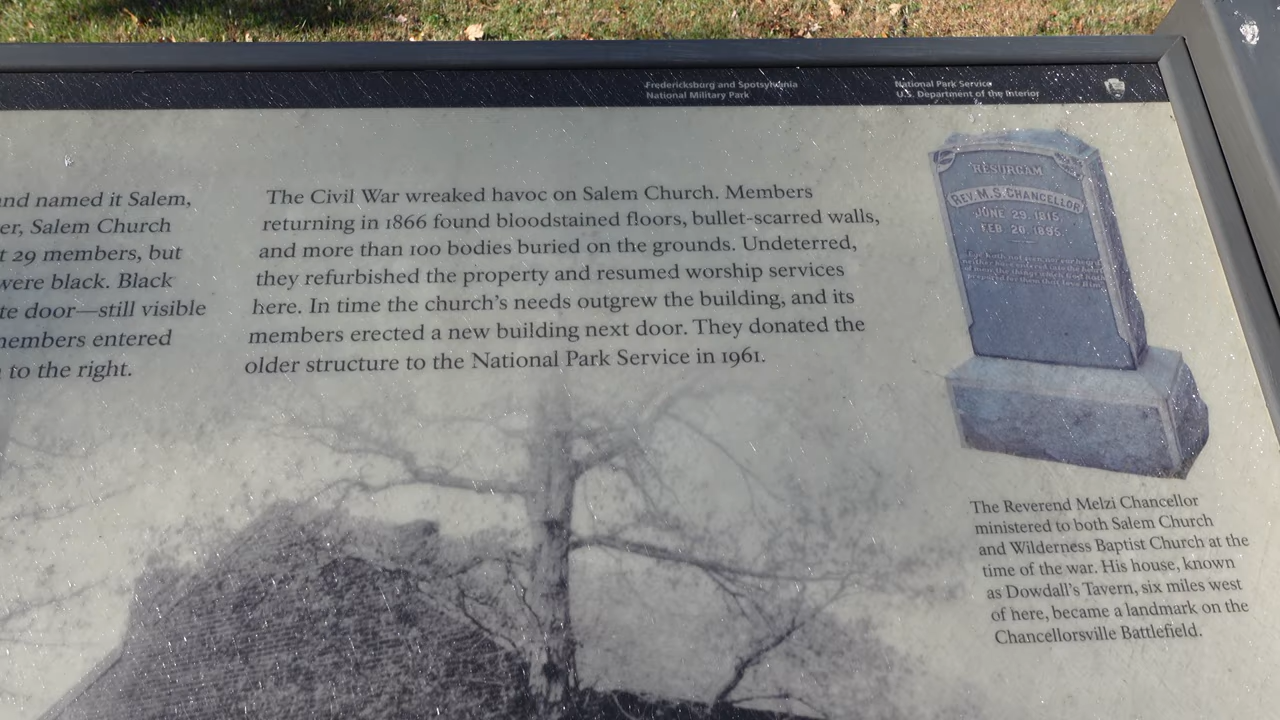 Fredericksburg and Spotsylvania
National Military Park
National Park Service
U.S. Department of the Interior
and named it Salem,
er, Salem Church
t 29 members, but
were black. Black
te door—still visible
members entered
to the right.
The Civil War wreaked havoc on Salem Church. Members
returning in 1866 found bloodstained floors, bullet-scarred walls,
and more than 100 bodies buried on the grounds. Undeterred,
they refurbished the property and resumed worship services
here. In time the church's needs outgrew the building, and its
members erected a new building next door. They donated the
older structure to the National Park Service in 1961.
RESURGAM
REV. M. S. CHANCELLOR
JUNE 29, 1815
FEB. 20, 1895.
The Reverend Melzi Chancellor
ministered to both Salem Church
and Wilderness Baptist Church at the
time of the war. His house, known
as Dowdall's Tavern, six miles west
of here, became a landmark on the
Chancellorsville Battlefield.